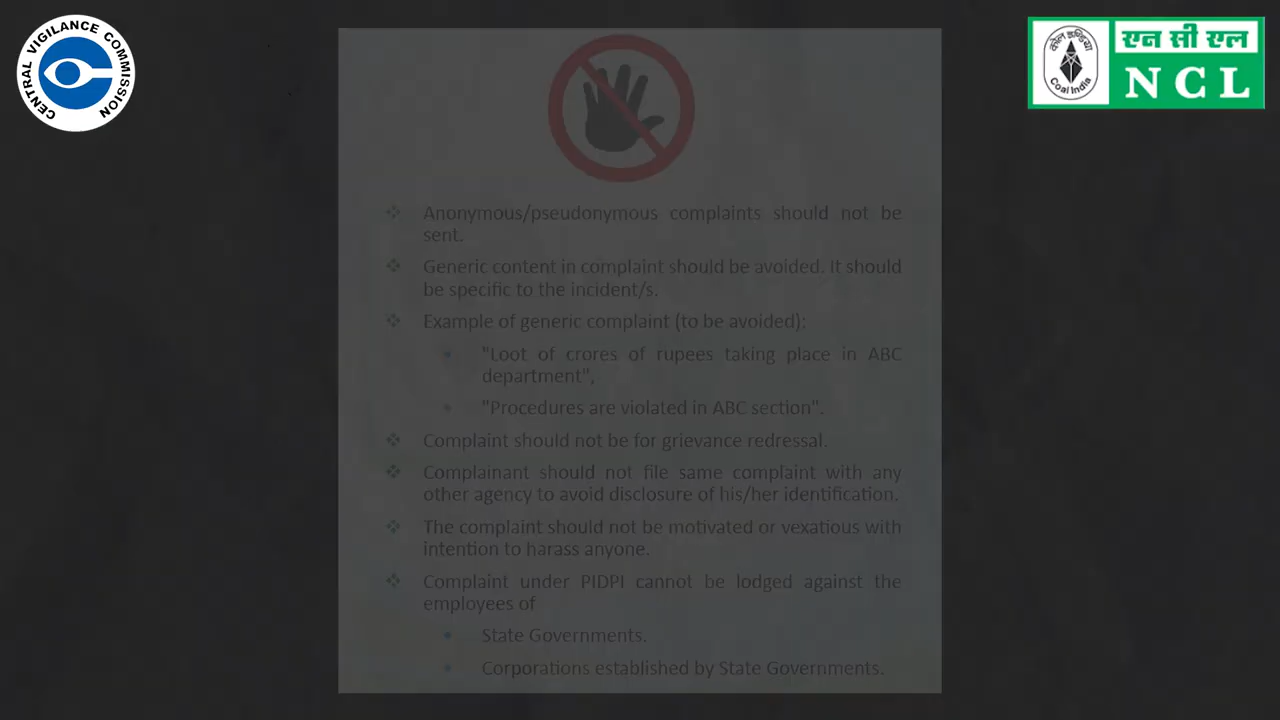 CENTRAL VIGILANCE COMMISSION
कोल इण्डिया
Coal India
एन सी एल
NCL
Anonymous/pseudonymous complaints should not be
sent.
Generic content in complaint should be avoided. It should
be specific to the incident/s.
Example of generic complaint (to be avoided):
"Loot of crores of rupees taking place in ABC
department",
"Procedures are violated in ABC section".
Complaint should not be for grievance redressal.
Complainant should not file same complaint with any
other agency to avoid disclosure of his/her identification.
The complaint should not be motivated or vexatious with
intention to harass anyone.
Complaint under PIDPI cannot be lodged against the
employees of
State Governments.
Corporations established by State Governments.